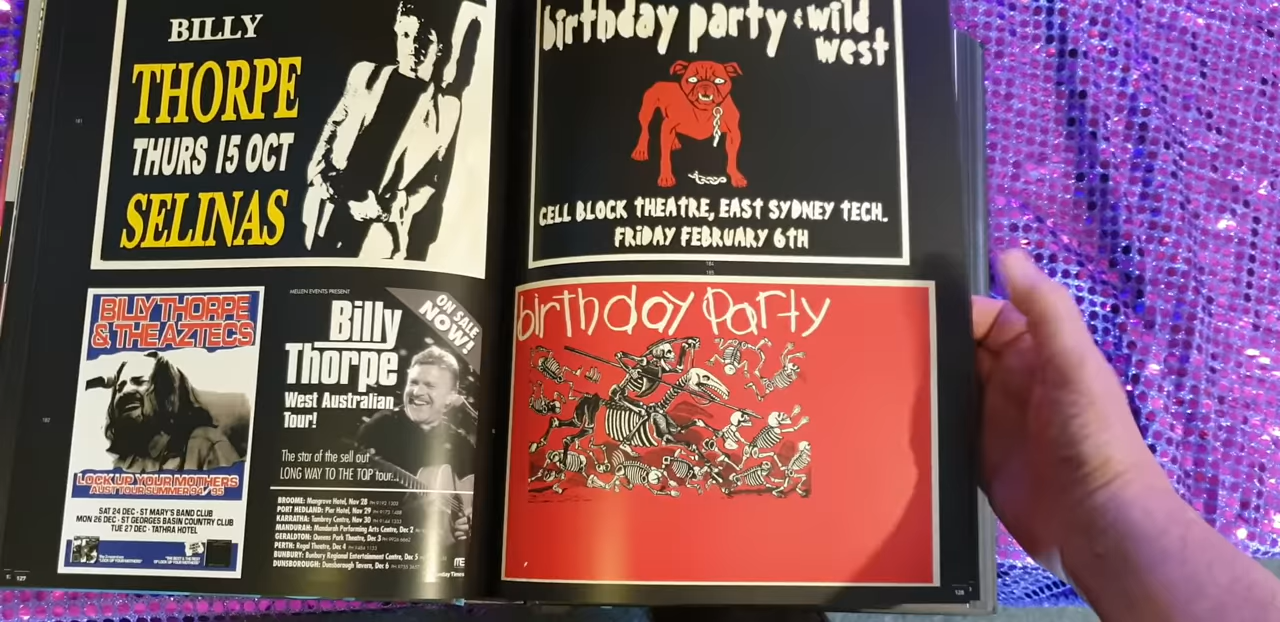 BILLY
THORPE
THURS 15 OCT
SELINAS
181
BILLY THORPE
& THE AZTECS
LOCK UP YOUR MOTHERS
AUST TOUR SUMMER 94/95
SAT 24 DEC - ST MARY'S BAND CLUB
MON 26 DEC - ST GEORGES BASIN COUNTRY CLUB
TUE 27 DEC - TATHRA HOTEL
182
127
MELLEN EVENTS PRESENT
ON SALE
NOW!
Billy
Thorpe
West Australian
Tour!
The star of the sell out
LONG WAY TO THE TOP tour...
BROOME: Mangrove Hotel, Nov 28
PORT HEDLAND: Pier Hotel, Nov 29
KARRATHA: Tambrey Centre, Nov 30
MANDURAH: Mandurah Performing Arts Centre, Dec 2
GERALDTON: Queens Park Theatre, Dec 3
PERTH: Regal Theatre, Dec 4
BUNBURY: Bunbury Regional Entertainment Centre, Dec 5
DUNSBOROUGH: Dunsborough Tavern, Dec 6
birthday party & wild
west
CELL BLOCK THEATRE, EAST SYDNEY TECH.
FRIDAY FEBRUARY 6TH
184
185
birthday party
128